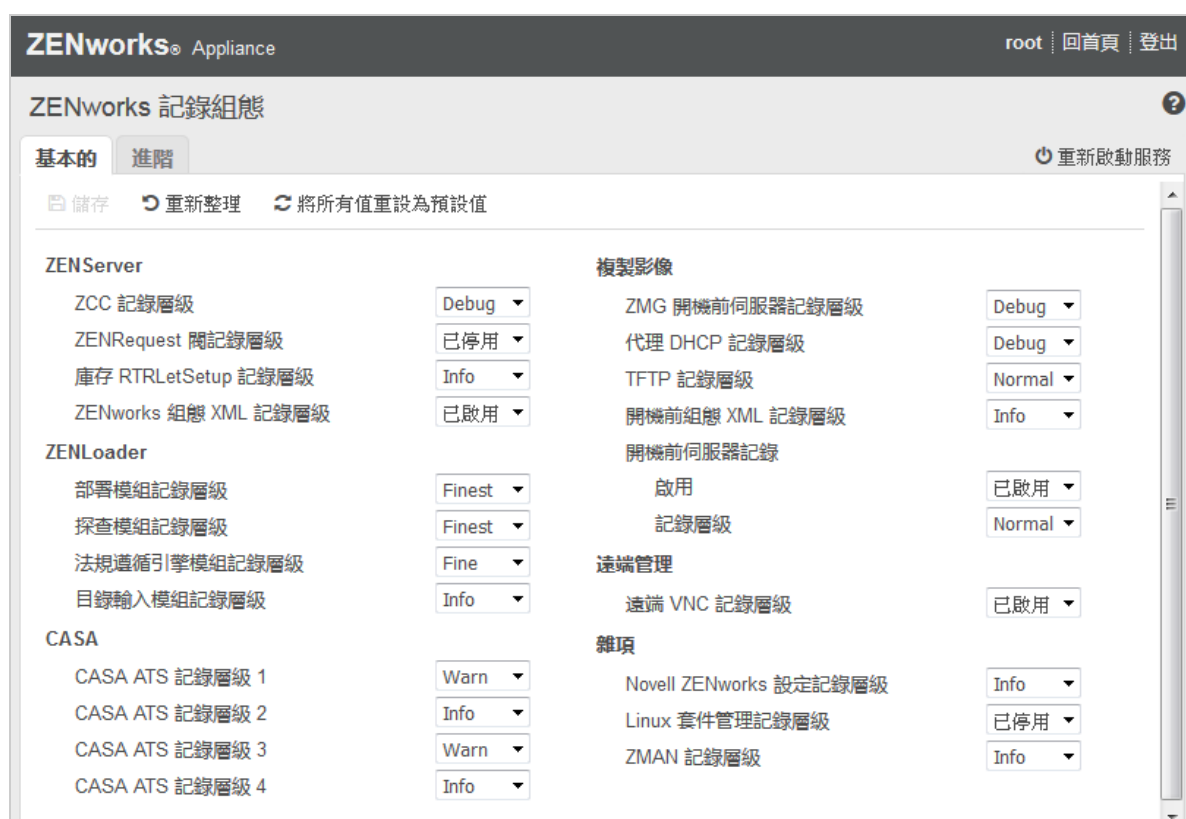 ZENworks® Appliance
root 回首頁 登出
ZENworks 記錄組態
基本的 進階
重新啟動服務
儲存 重新整理 將所有值重設為預設值
ZENServer
ZCC 記錄層級 Debug
ZENRequest 閥記錄層級 已停用
庫存 RTRLetSetup 記錄層級 Info
ZENworks 組態 XML 記錄層級 已啟用
ZENLoader
部署模組記錄層級 Finest
探查模組記錄層級 Finest
法規遵循引擎模組記錄層級 Fine
目錄輸入模組記錄層級 Info
CASA
CASA ATS 記錄層級 1 Warn
CASA ATS 記錄層級 2 Info
CASA ATS 記錄層級 3 Warn
CASA ATS 記錄層級 4 Info
複製影像
ZMG 開機前伺服器記錄層級 Debug
代理 DHCP 記錄層級 Debug
TFTP 記錄層級 Normal
開機前組態 XML 記錄層級 Info
開機前伺服器記錄
啟用 已啟用
記錄層級 Normal
遠端管理
遠端 VNC 記錄層級 已啟用
雜項
Novell ZENworks 設定記錄層級 Info
Linux 套件管理記錄層級 已停用
ZMAN 記錄層級 Info